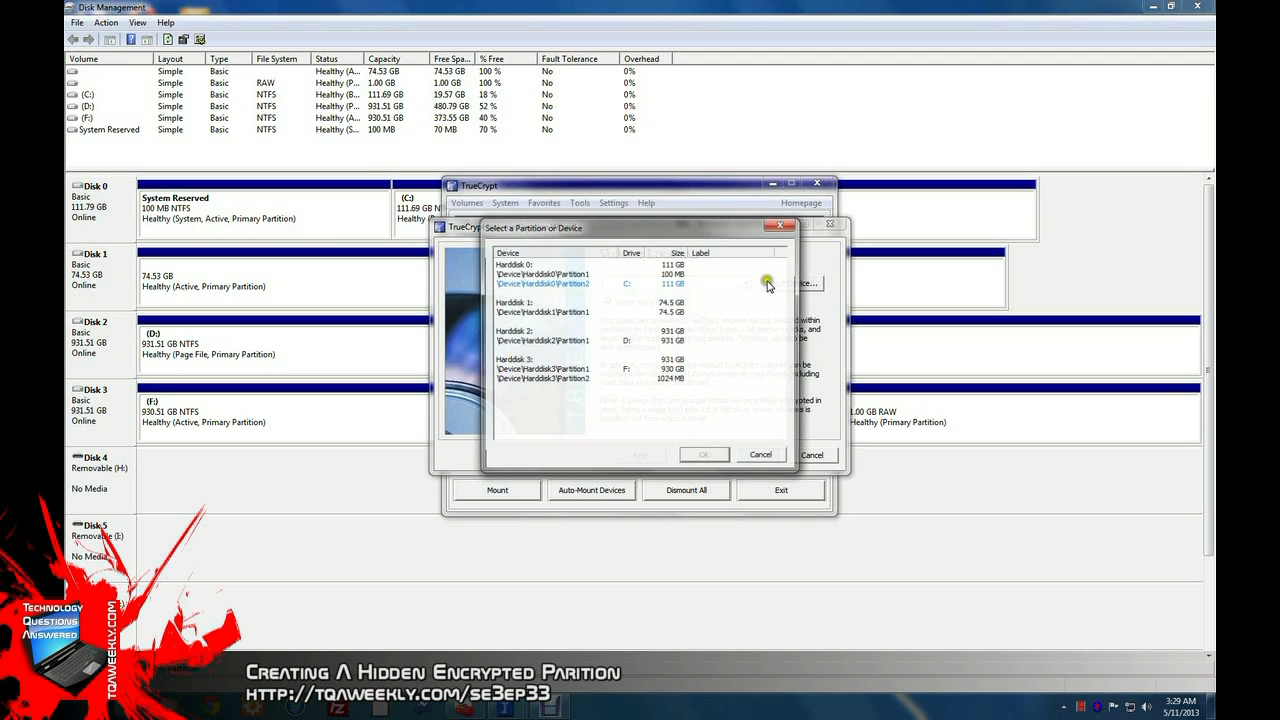 Disk Management
File Action View Help
Volume Layout Type File System Status Capacity Free Spa... % Free Fault Tolerance Overhead
Simple Basic Healthy (A... 74.53 GB 74.53 GB 100 % No 0%
Simple Basic RAW Healthy (P... 1.00 GB 1.00 GB 100 % No 0%
(C:) Simple Basic NTFS Healthy (B... 111.69 GB 19.57 GB 18 % No 0%
(D:) Simple Basic NTFS Healthy (P... 931.51 GB 480.79 GB 52 % No 0%
(F:) Simple Basic NTFS Healthy (A... 930.51 GB 373.55 GB 40 % No 0%
System Reserved Simple Basic NTFS Healthy (S... 100 MB 70 MB 70 % No 0%
Disk 0
Basic
111.79 GB
Online
System Reserved
100 MB NTFS
Healthy (System, Active, Primary Partition)
(C:)
111.69 G
Healthy (
Disk 1
Basic
74.53 GB
Online
74.53 GB
Healthy (Active, Primary Partition)
Disk 2
Basic
931.51 GB
Online
(D:)
931.51 GB NTFS
Healthy (Page File, Primary Partition)
Disk 3
Basic
931.51 GB
Online
(F:)
930.51 GB NTFS
Healthy (Active, Primary Partition)
1.00 GB RAW
Healthy (Primary Partition)
Disk 4
Removable (H:)
No Media
Disk 5
Removable (I:)
No Media
TrueCrypt
Volumes System Favorites Tools Settings Help Homepage
TrueCryp
Select a Partition or Device
Device Drive Size Label
Harddisk 0: 111 GB
\Device\Harddisk0\Partition1 100 MB
\Device\Harddisk0\Partition2 C: 111 GB
Harddisk 1: 74.5 GB
\Device\Harddisk1\Partition1 74.5 GB
Harddisk 2: 931 GB
\Device\Harddisk2\Partition1 D: 931 GB
Harddisk 3: 931 GB
\Device\Harddisk3\Partition1 F: 930 GB
\Device\Harddisk3\Partition2 1024 MB
OK Cancel
Cancel
Mount Auto-Mount Devices Dismount All Exit
Technology
Questions
Answered
TQAWEEKLY.COM
Creating A Hidden Encrypted Parition
http://tqaweekly.com/se3ep33
3:29 AM
5/11/2013